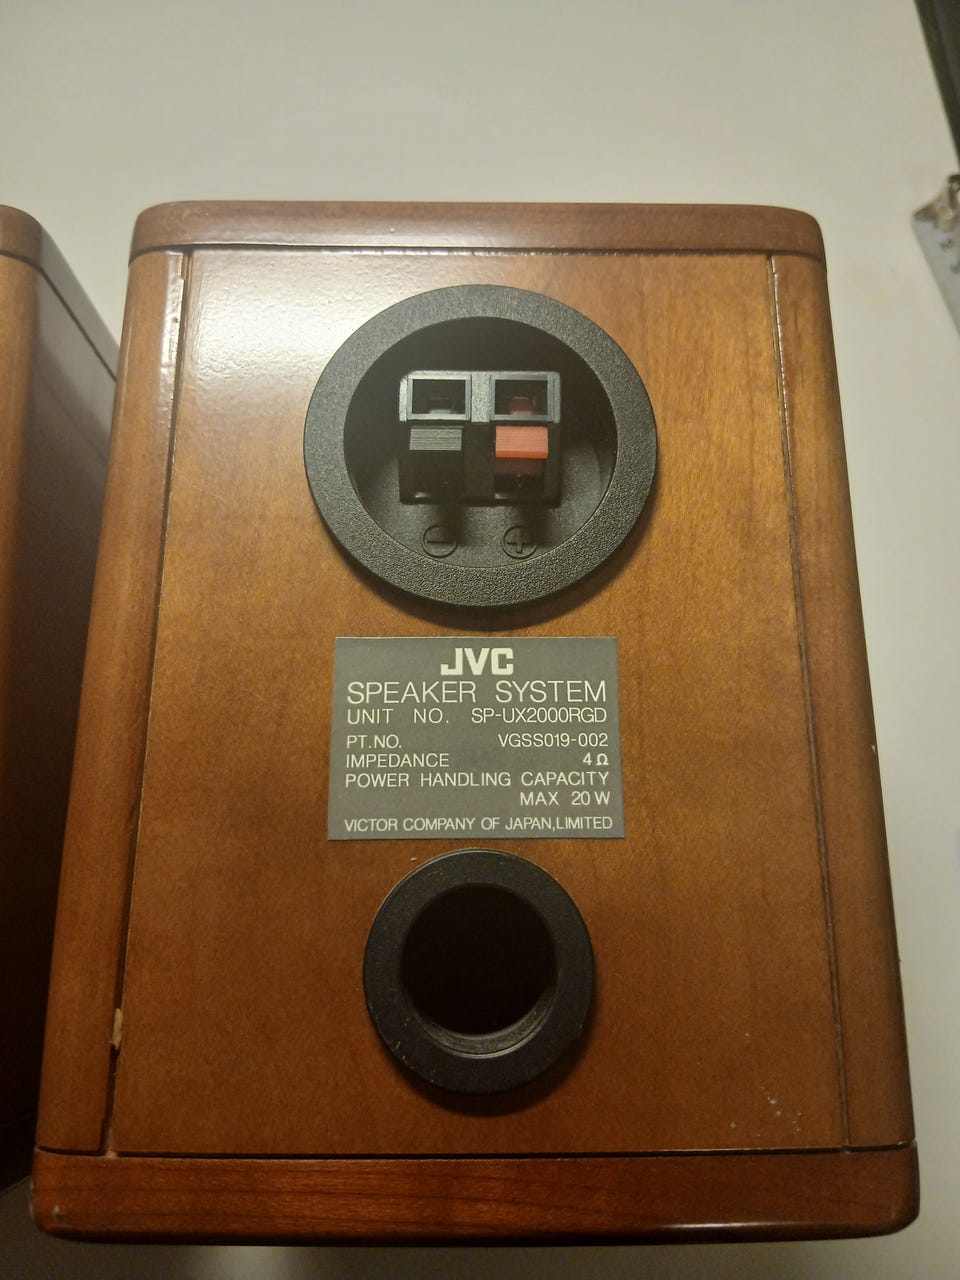 − +
JVC
SPEAKER SYSTEM
UNIT NO. SP-UX2000RGD
PT.NO. VGSS019-002
IMPEDANCE 4Ω
POWER HANDLING CAPACITY
MAX 20 W
VICTOR COMPANY OF JAPAN,LIMITED